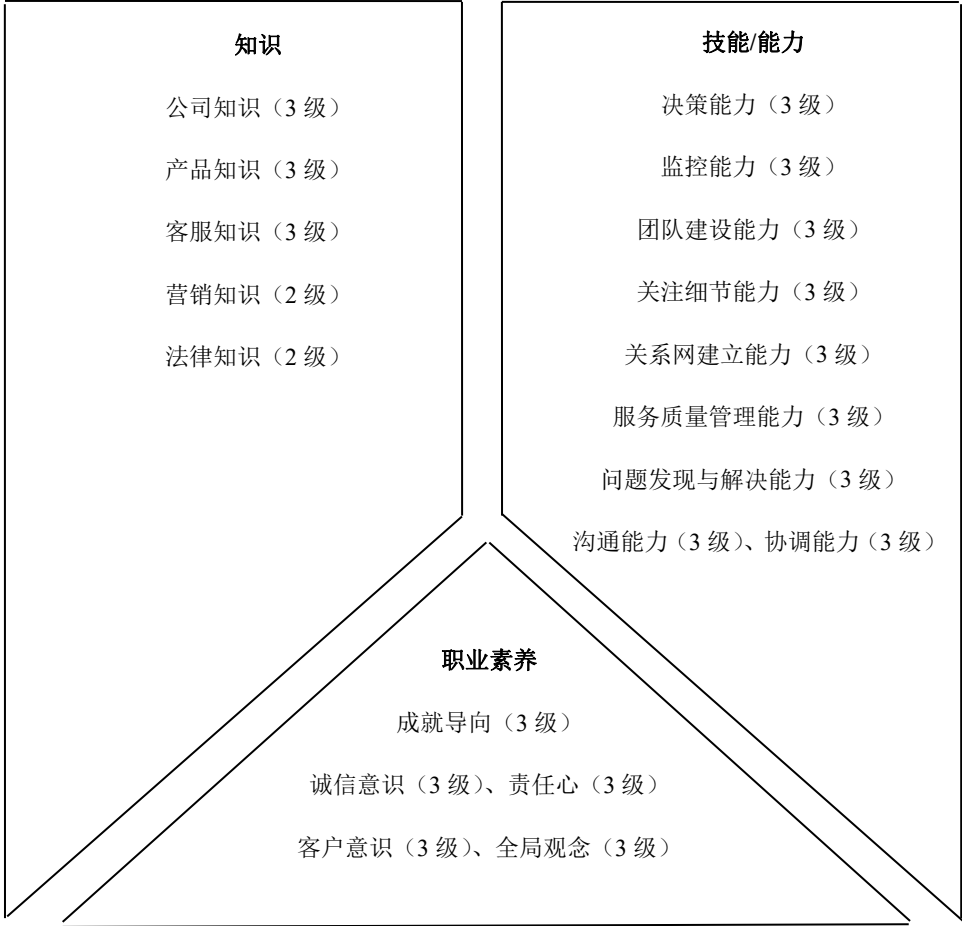 知识
公司知识（3 级）
产品知识（3 级）
客服知识（3 级）
营销知识（2 级）
法律知识（2 级）
技能/能力
决策能力（3 级）
监控能力（3 级）
团队建设能力（3 级）
关注细节能力（3 级）
关系网建立能力（3 级）
服务质量管理能力（3 级）
问题发现与解决能力（3 级）
沟通能力（3 级）、协调能力（3 级）
职业素养
成就导向（3 级）
诚信意识（3 级）、责任心（3 级）
客户意识（3 级）、全局观念（3 级）